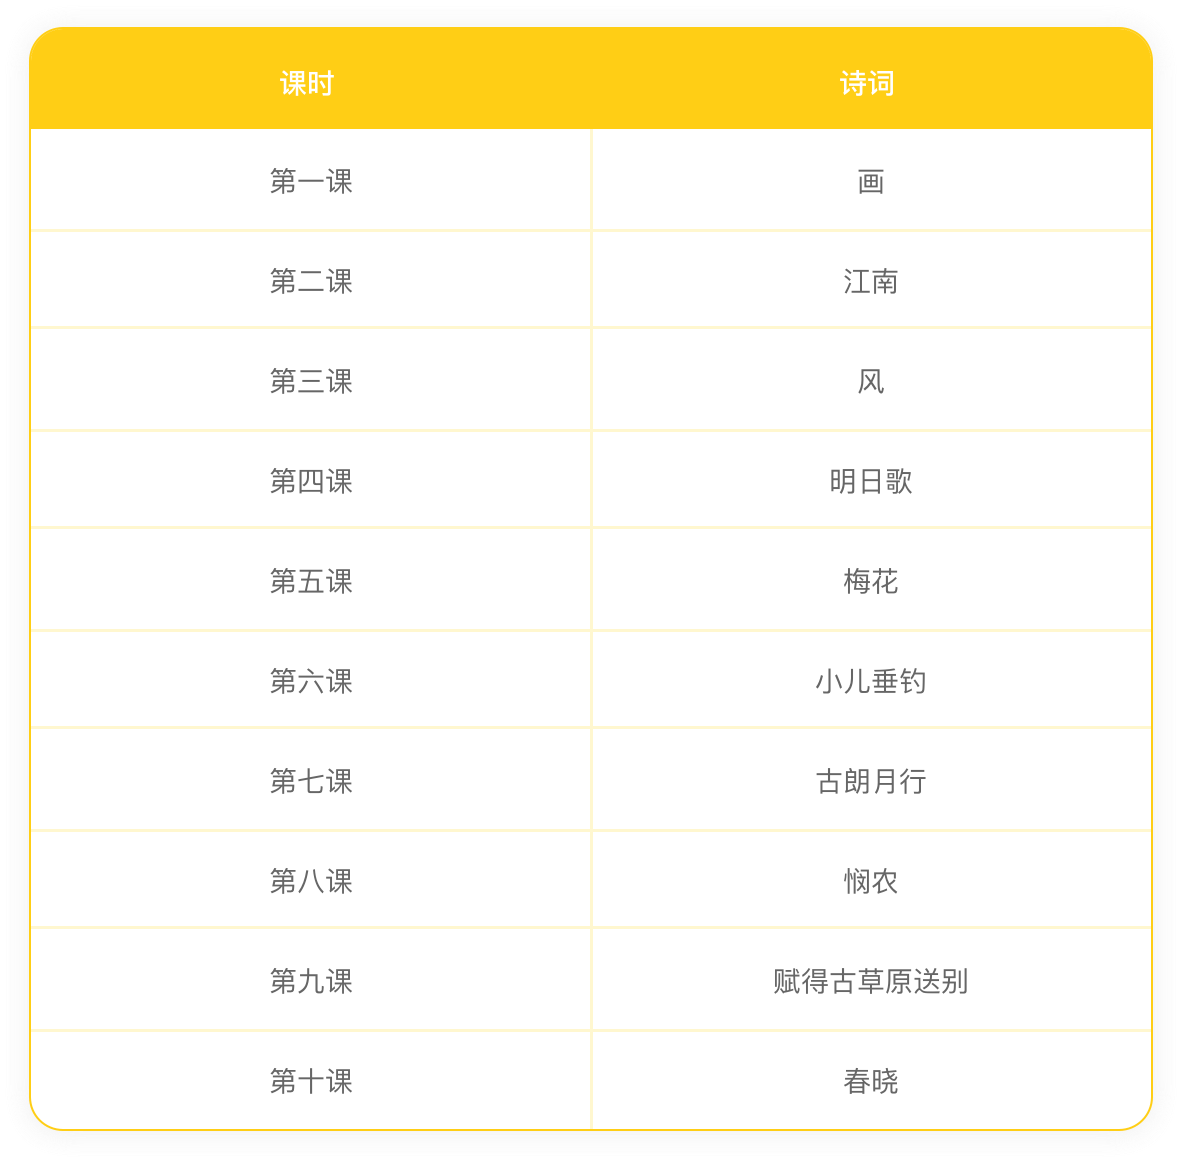 课时 诗词
第一课 画
第二课 江南
第三课 风
第四课 明日歌
第五课 梅花
第六课 小儿垂钓
第七课 古朗月行
第八课 悯农
第九课 赋得古草原送别
第十课 春晓